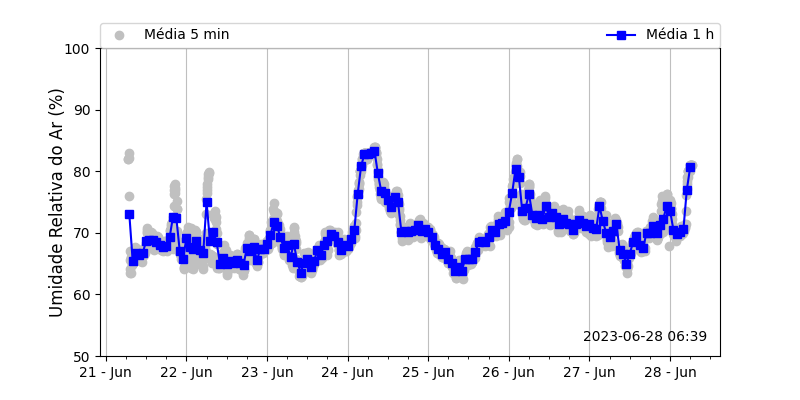 Média 5 min
Média 1 h
Umidade Relativa do Ar (%)
100
90
80
70
60
50
2023-06-28 06:39
21 - Jun
22 - Jun
23 - Jun
24 - Jun
25 - Jun
26 - Jun
27 - Jun
28 - Jun